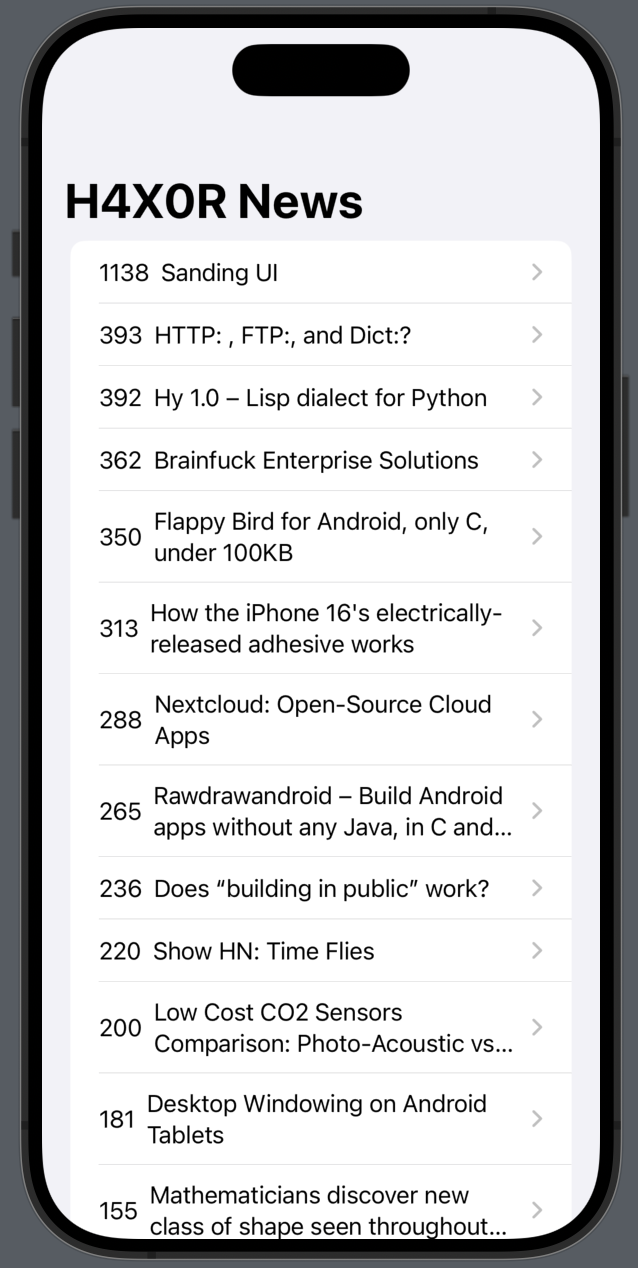 H4X0R News
1138 Sanding UI
393 HTTP: , FTP:, and Dict:?
392 Hy 1.0 – Lisp dialect for Python
362 Brainfuck Enterprise Solutions
350 Flappy Bird for Android, only C,
under 100KB
313 How the iPhone 16's electrically-
released adhesive works
288 Nextcloud: Open-Source Cloud
Apps
265 Rawdrawandroid – Build Android
apps without any Java, in C and...
236 Does “building in public” work?
220 Show HN: Time Flies
200 Low Cost CO2 Sensors
Comparison: Photo-Acoustic vs...
181 Desktop Windowing on Android
Tablets
155 Mathematicians discover new
class of shape seen throughout...